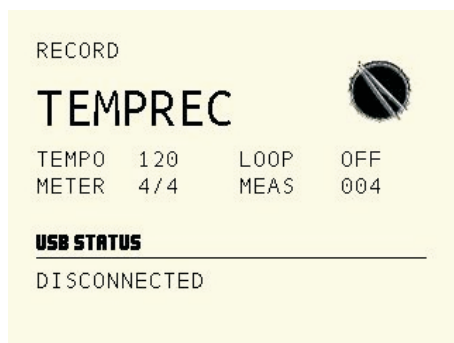 RECORD
TEMPREC
TEMPO 120 LOOP OFF
METER 4/4 MEAS 004
USB STATUS
DISCONNECTED